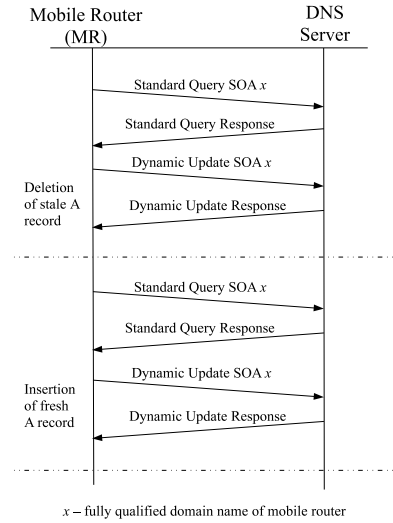 Mobile Router
(MR)
DNS
Server
Standard Query SOA x
Standard Query Response
Dynamic Update SOA x
Deletion
of stale A
record
Dynamic Update Response
Standard Query SOA x
Standard Query Response
Dynamic Update SOA x
Insertion
of fresh
A record
Dynamic Update Response
x – fully qualified domain name of mobile router